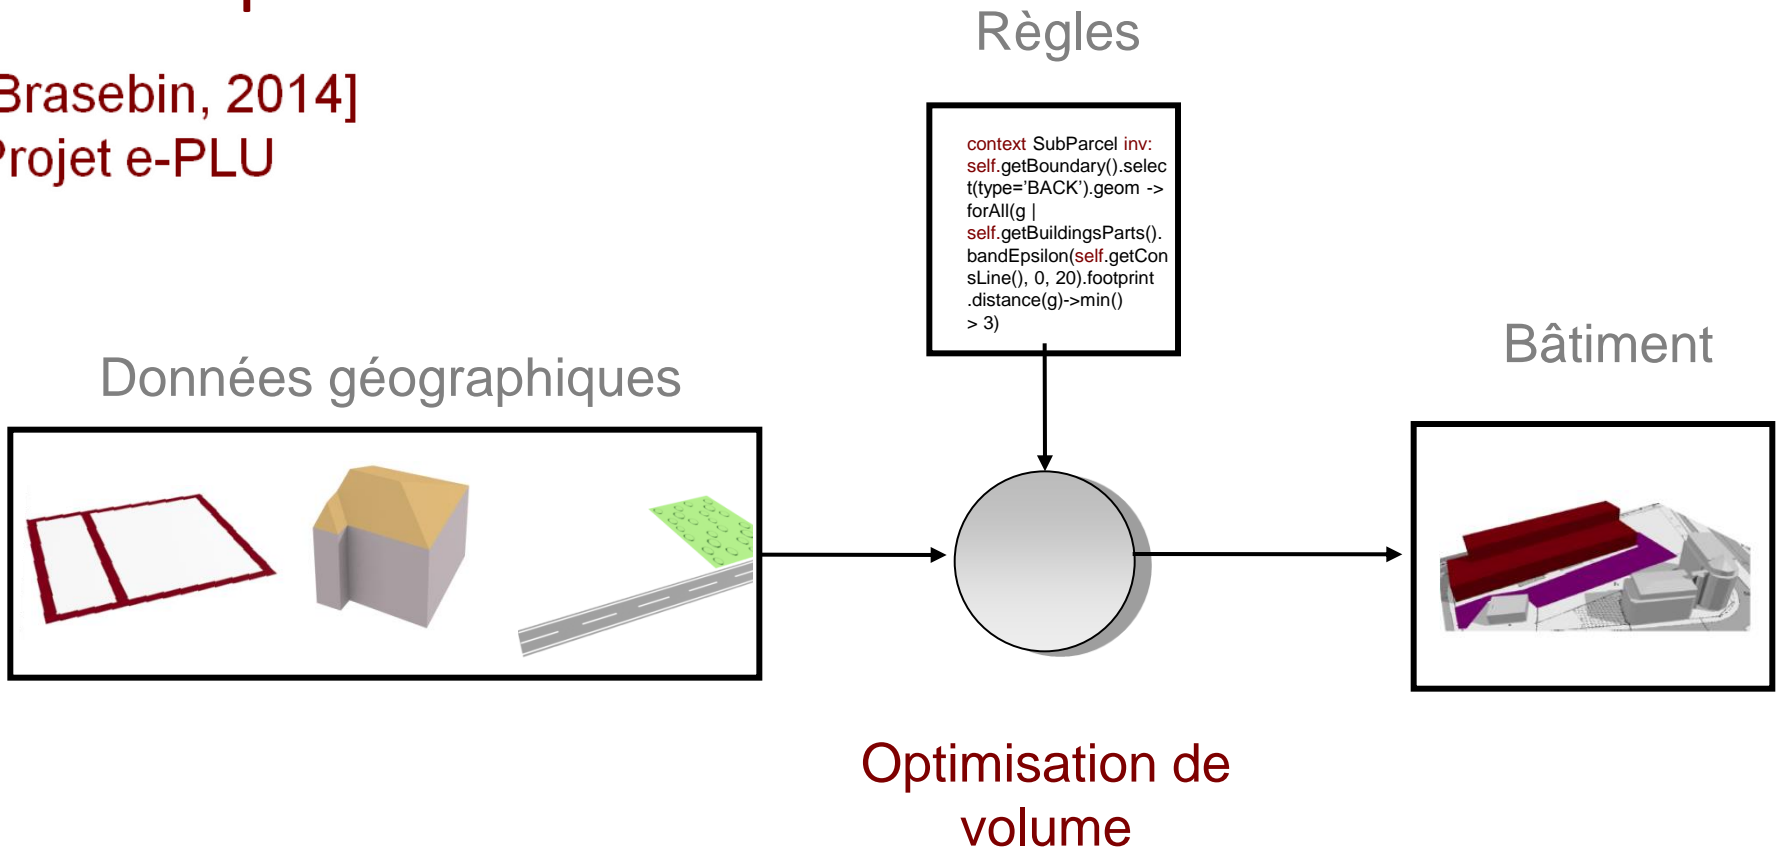 Règles
Brasebin, 2014]
Projet e-PLU
context SubParcel inv:
self.getBoundary().selec
t(type=’BACK’).geom ->
forAll(g |
self.getBuildingsParts().
bandEpsilon(self.getCon
sLine(), 0, 20).footprint
.distance(g)->min()
> 3)
Données géographiques
Bâtiment
Optimisation de
volume